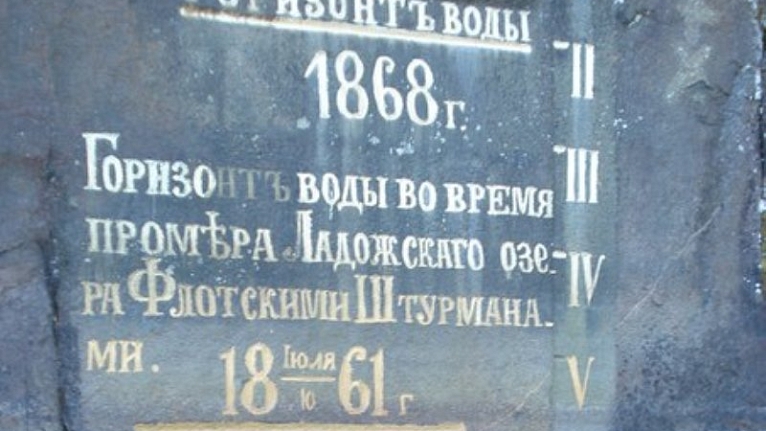 ГОРИЗОНТЪ ВОДЫ
1868 г.
II
III
ГОРИЗОНТЪ ВОДЫ ВО ВРЕМЯ
ПРОМѢРА ЛАДОЖСКАГО ОЗЕ-
IV
РА ФЛОТСКИМИ ШТУРМАНА-
МИ. 18 Іюля/10 61 г
V